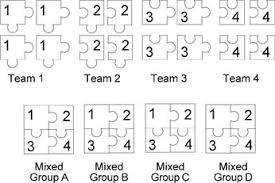 1 1 2 2 3 3 4 4
1 1 2 2 3 3 4 4
Team 1 Team 2 Team 3 Team 4
1 2 1 2 1 2 1 2
3 4 3 4 3 4 3 4
Mixed Mixed Mixed Mixed
Group A Group B Group C Group D